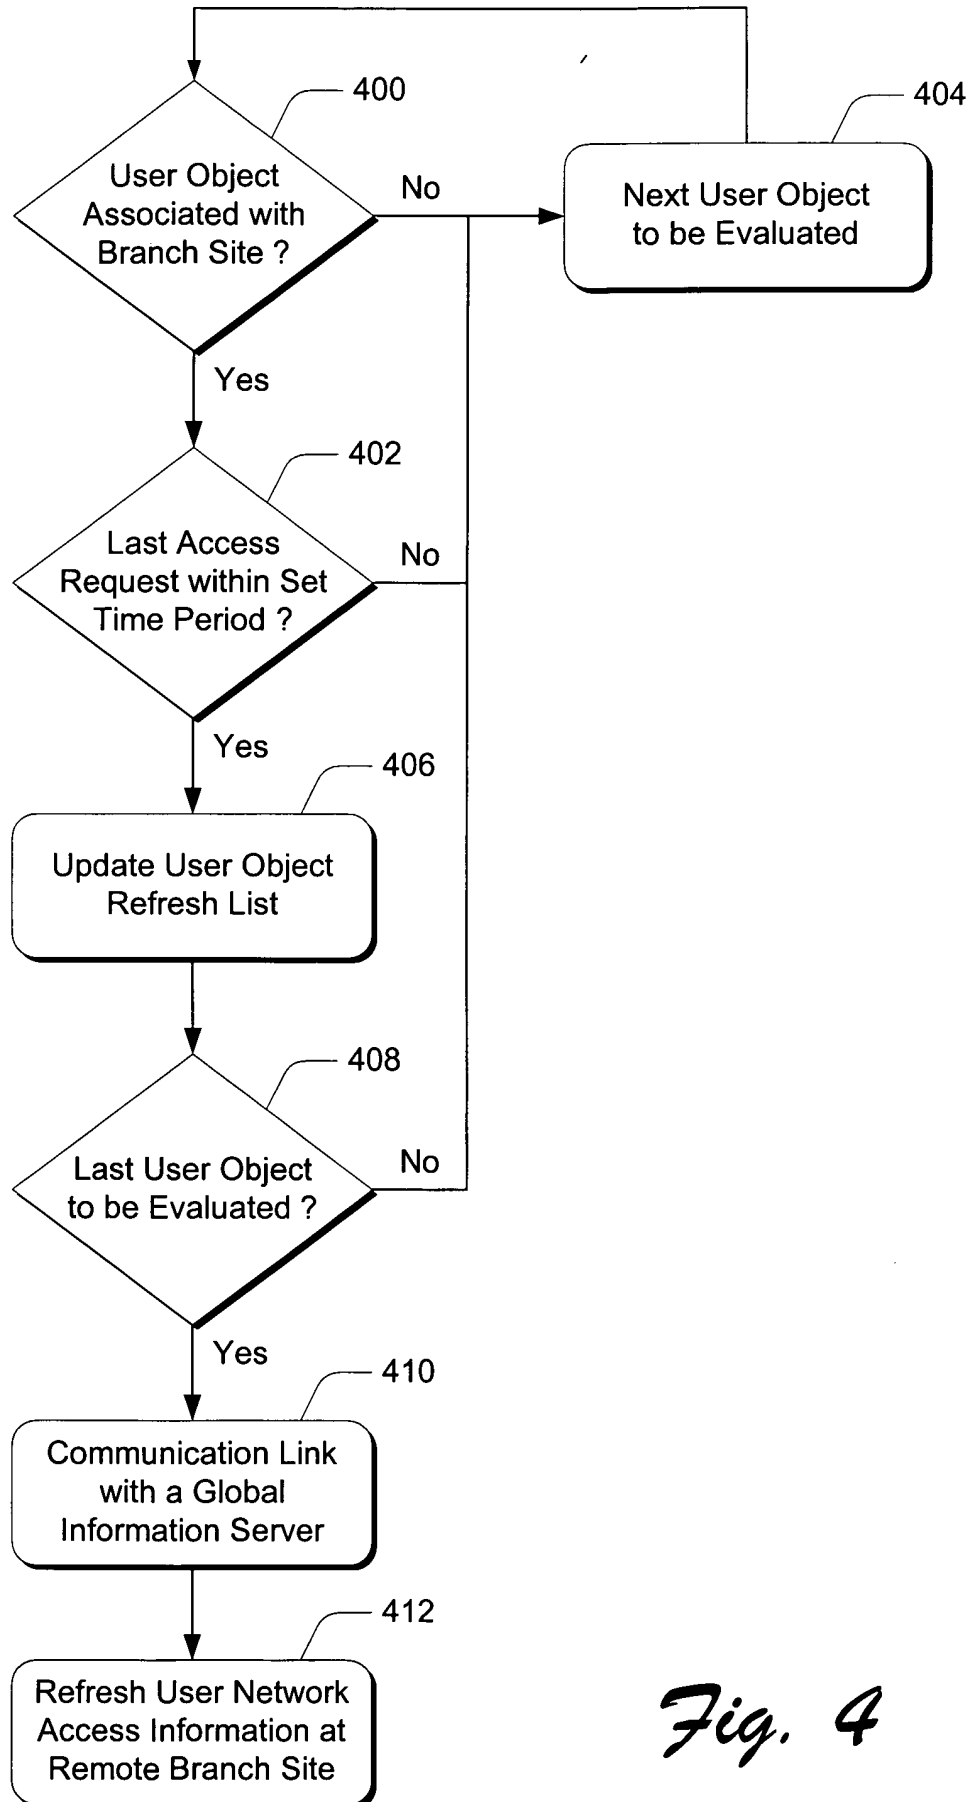 400
User Object
Associated with
Branch Site ?
No
404
Next User Object
to be Evaluated
Yes
402
Last Access
Request within Set
Time Period ?
No
Yes
406
Update User Object
Refresh List
408
Last User Object
to be Evaluated ?
No
Yes
410
Communication Link
with a Global
Information Server
412
Refresh User Network
Access Information at
Remote Branch Site
Fig. 4